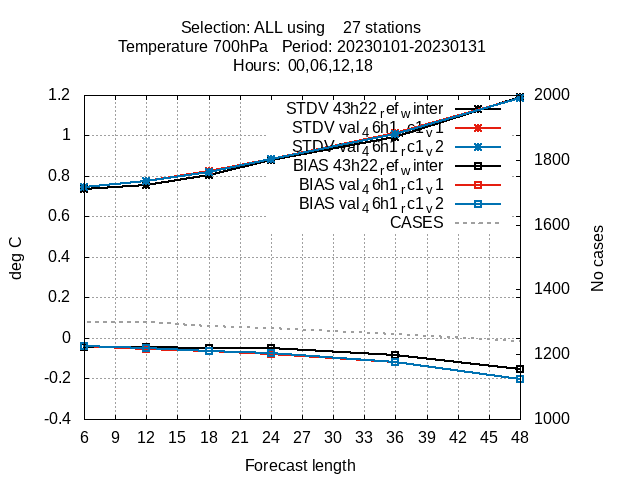 Selection: ALL using 27 stations
Temperature 700hPa Period: 20230101-20230131
Hours: 00,06,12,18
1.2
1
0.8
0.6
0.4
0.2
0
-0.2
-0.4
deg C
STDV 43h22_ref_winter
STDV val_46h1_rc1_v1
STDV val_46h1_rc1_v2
BIAS 43h22_ref_winter
BIAS val_46h1_rc1_v1
BIAS val_46h1_rc1_v2
CASES
2000
1800
1600
1400
1200
1000
No cases
6 9 12 15 18 21 24 27 30 33 36 39 42 45 48
Forecast length